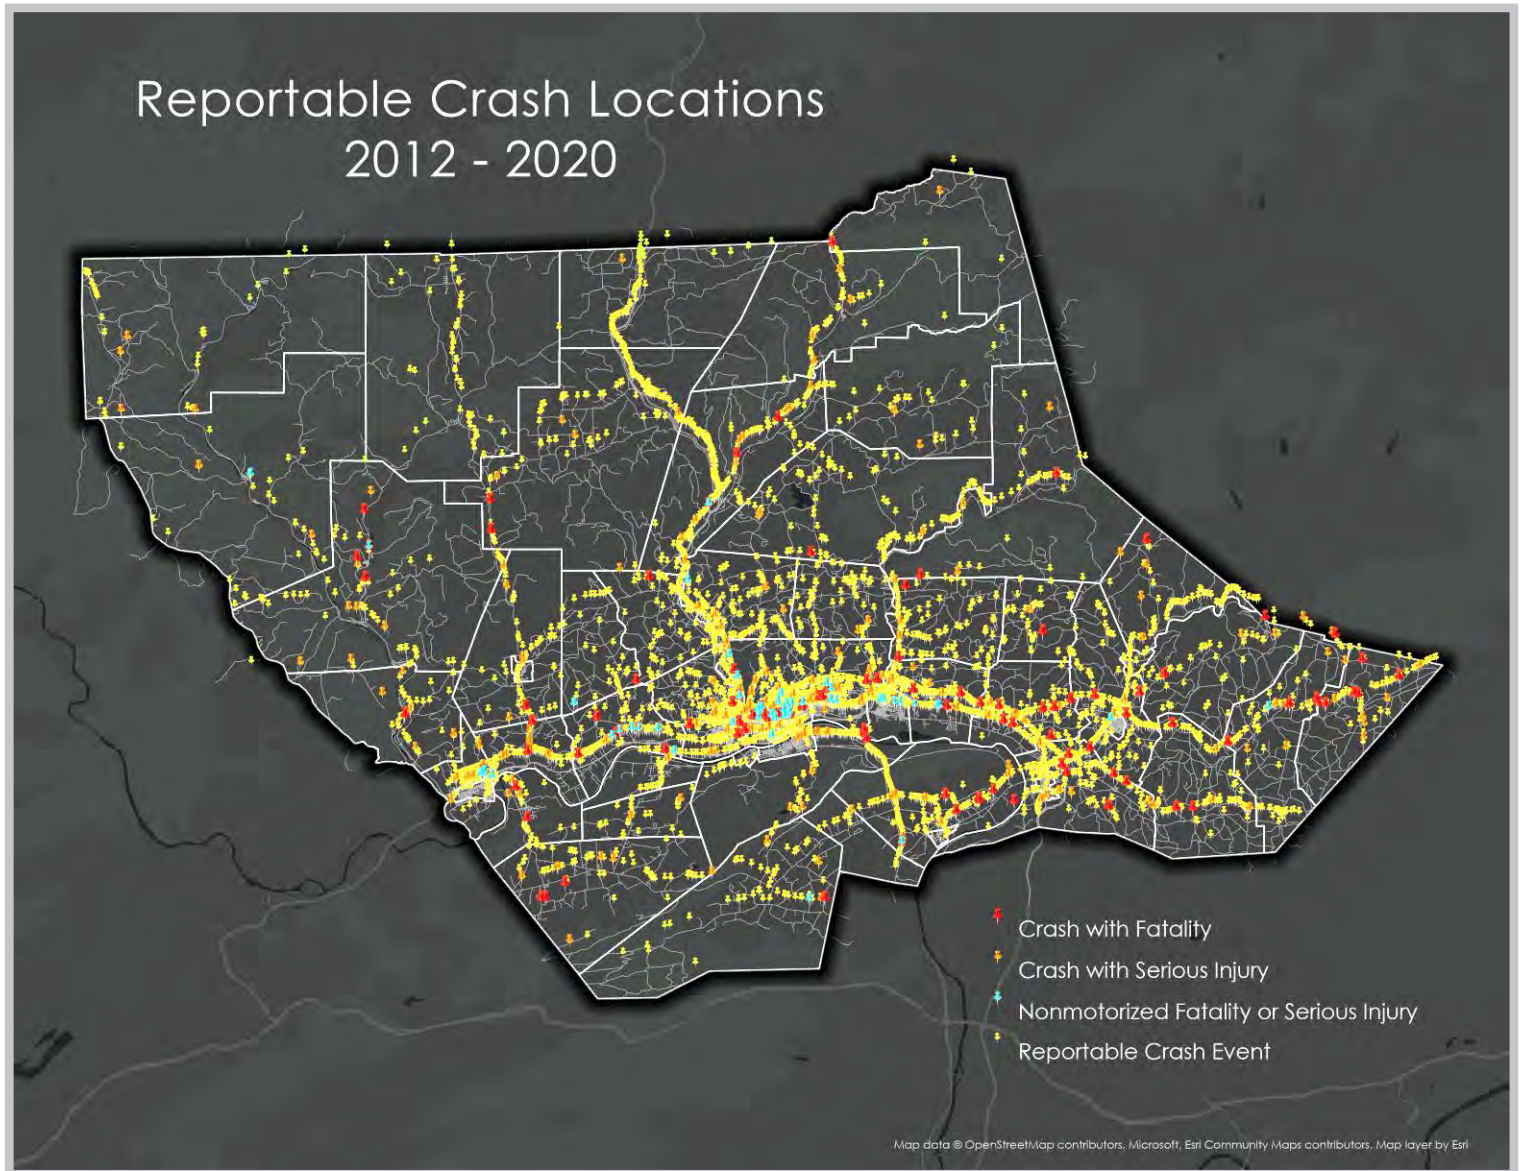 Reportable Crash Locations
2012 - 2020
Crash with Fatality
Crash with Serious Injury
Nonmotorized Fatality or Serious Injury
Reportable Crash Event
Map data © OpenStreetMap contributors, Microsoft, Esri Community Maps contributors, Map layer by Esri